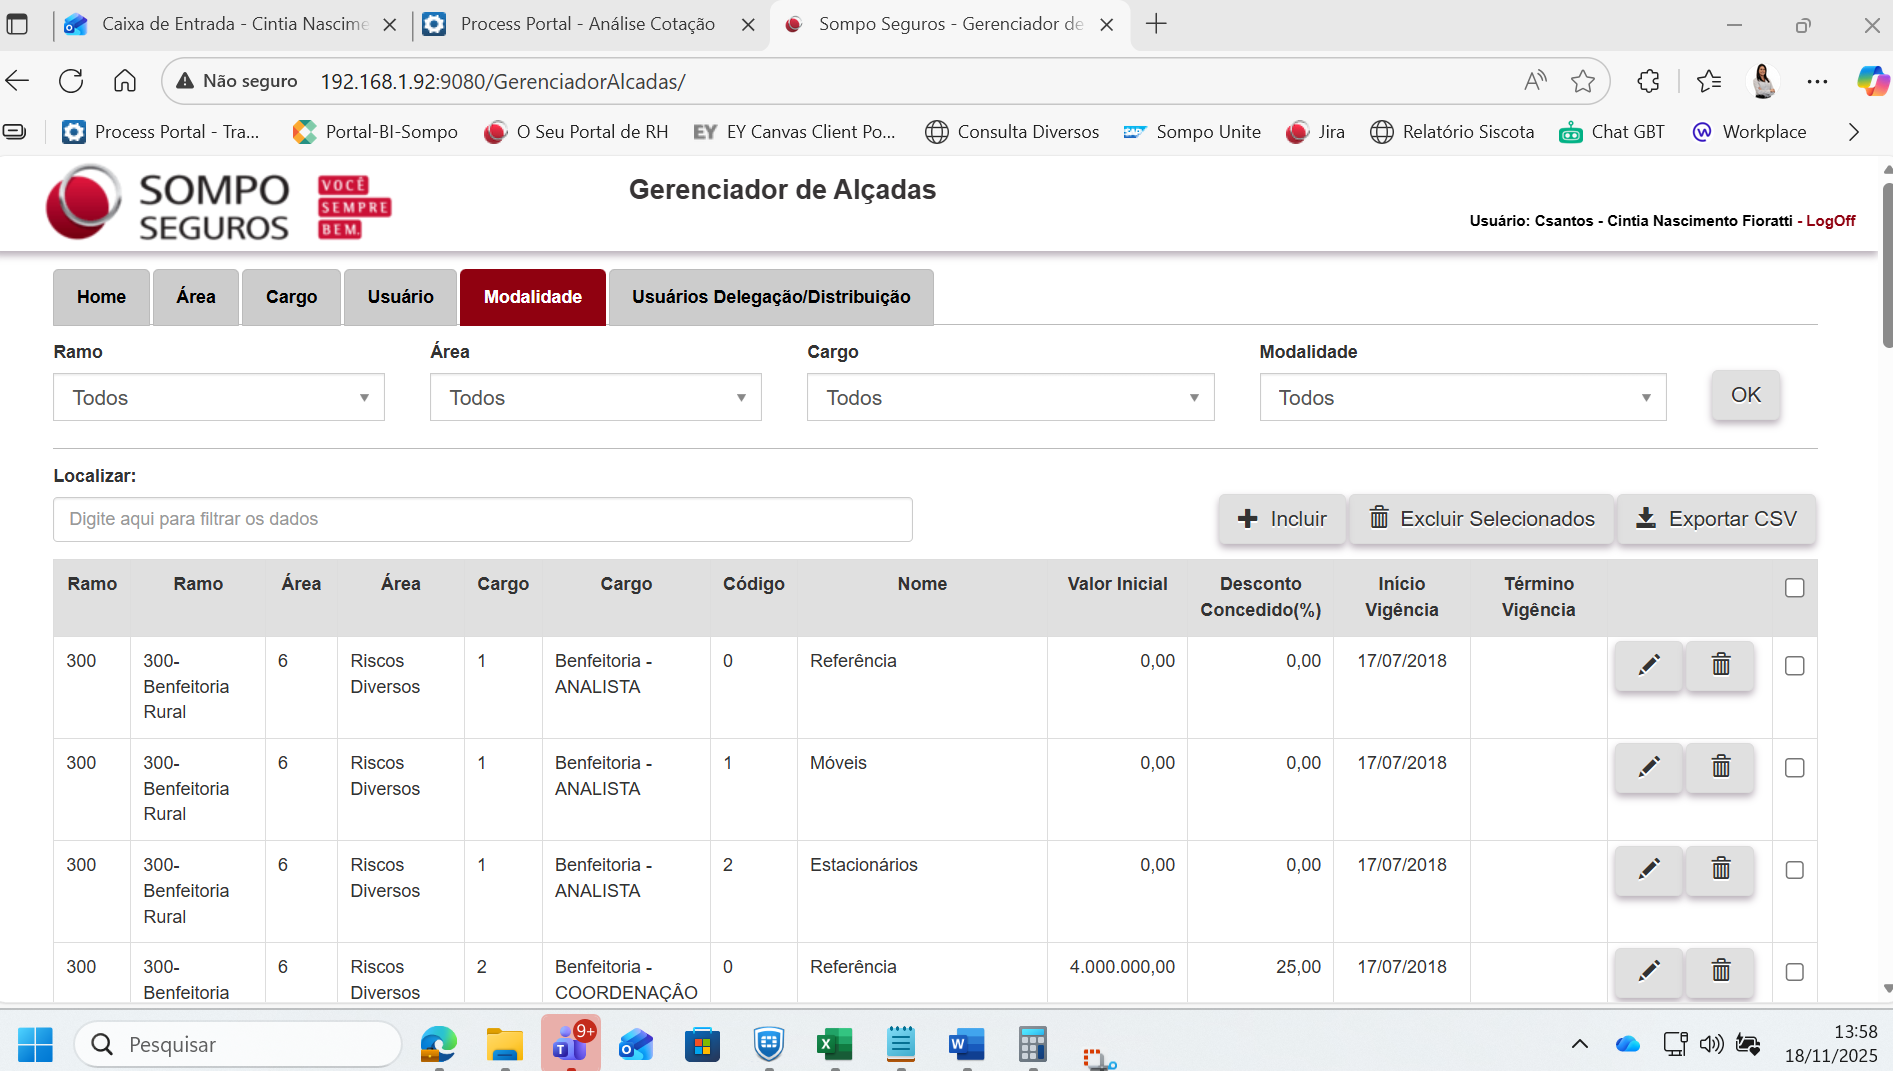 Caixa de Entrada - Cintia Nascime
Process Portal - Análise Cotação
Sompo Seguros - Gerenciador de
Não seguro 192.168.1.92:9080/GerenciadorAlcadas/
Process Portal - Tra...
Portal-BI-Sompo
O Seu Portal de RH
EY EY Canvas Client Po...
Consulta Diversos
SAP Sompo Unite
Jira
Relatório Siscota
Chat GBT
Workplace
SOMPO
SEGUROS
VOCÊ
SEMPRE
BEM.
Gerenciador de Alçadas
Usuário: Csantos - Cintia Nascimento Fioratti - LogOff
Home Área Cargo Usuário Modalidade Usuários Delegação/Distribuição
Ramo Área Cargo Modalidade
Todos Todos Todos Todos OK
Localizar:
Digite aqui para filtrar os dados
Incluir Excluir Selecionados Exportar CSV
Ramo Ramo Área Área Cargo Cargo Código Nome Valor Inicial Desconto Início Término
Concedido(%) Vigência Vigência
300 300- 6 Riscos 1 Benfeitoria - 0 Referência 0,00 0,00 17/07/2018
Benfeitoria Diversos ANALISTA
Rural
300 300- 6 Riscos 1 Benfeitoria - 1 Móveis 0,00 0,00 17/07/2018
Benfeitoria Diversos ANALISTA
Rural
300 300- 6 Riscos 1 Benfeitoria - 2 Estacionários 0,00 0,00 17/07/2018
Benfeitoria Diversos ANALISTA
Rural
300 300- 6 Riscos 2 Benfeitoria - 0 Referência 4.000.000,00 25,00 17/07/2018
Benfeitoria Diversos COORDENAÇÂO
Pesquisar
9+
13:58
18/11/2025